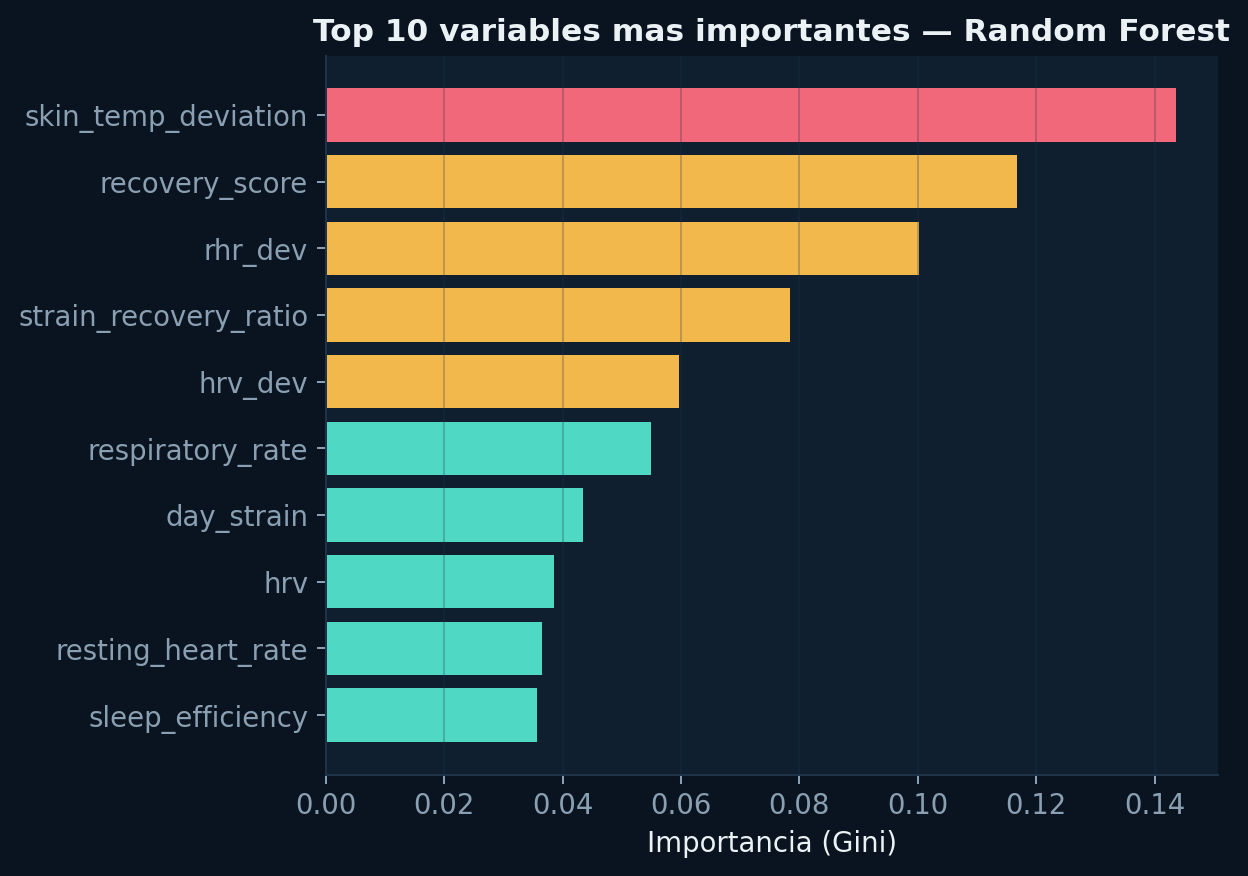 Top 10 variables mas importantes — Random Forest
skin_temp_deviation
recovery_score
rhr_dev
strain_recovery_ratio
hrv_dev
respiratory_rate
day_strain
hrv
resting_heart_rate
sleep_efficiency
0.00 0.02 0.04 0.06 0.08 0.10 0.12 0.14
Importancia (Gini)